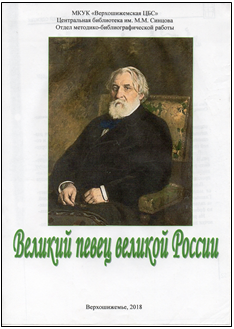 МКУК «Верхошижемская ЦБС»
Центральная библиотека им. М.М. Синцова
Отдел методико-библиографической работы
Великий певец великой России
Верхошижемье, 2018